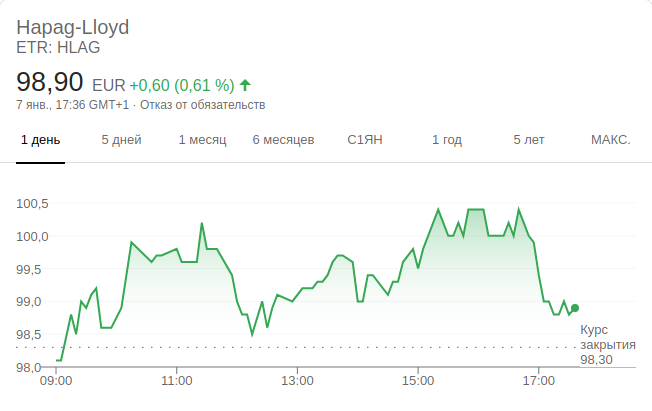 Hapag-Lloyd
ETR: HLAG
98,90 EUR +0,60 (0,61 %)
7 янв., 17:36 GMT+1 · Отказ от обязательств
1 день 5 дней 1 месяц 6 месяцев С1ЯН 1 год 5 лет МАКС.
100,5
100,0
99,5
99,0
98,5
98,0
Курс
закрытия
98,30
09:00 11:00 13:00 15:00 17:00